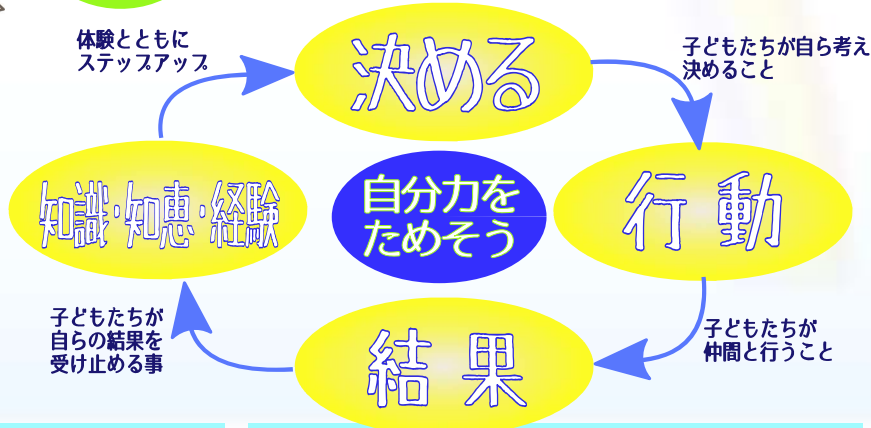 体験とともに
ステップアップ
決める
子どもたちが自ら考え
決めること
知識・知恵・経験
自分力を
ためそう
行動
子どもたちが
自らの結果を
受け止める事
結果
子どもたちが
仲間と行うこと